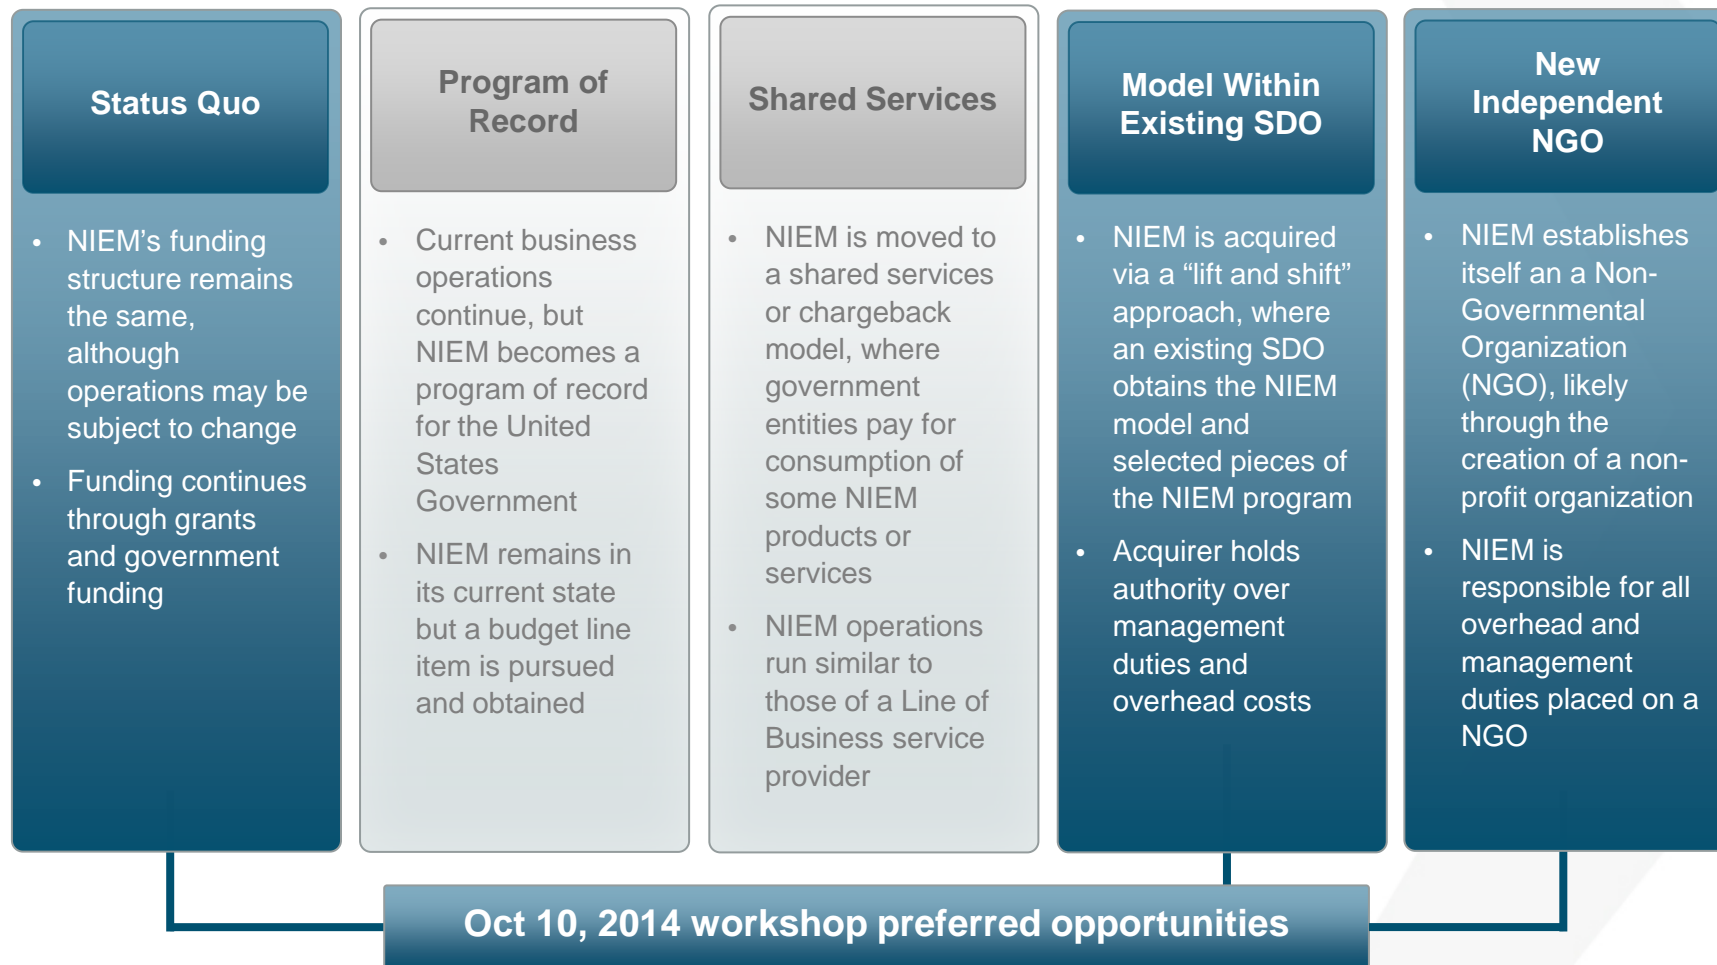 Status Quo
• NIEM’s funding
structure remains
the same,
although
operations may be
subject to change
• Funding continues
through grants
and government
funding
Program of
Record
• Current business
operations
continue, but
NIEM becomes a
program of record
for the United
States
Government
• NIEM remains in
its current state
but a budget line
item is pursued
and obtained
Shared Services
• NIEM is moved to
a shared services
or chargeback
model, where
government
entities pay for
consumption of
some NIEM
products or
services
• NIEM operations
run similar to
those of a Line of
Business service
provider
Model Within
Existing SDO
• NIEM is acquired
via a “lift and shift”
approach, where
an existing SDO
obtains the NIEM
model and
selected pieces of
the NIEM program
• Acquirer holds
authority over
management
duties and
overhead costs
New
Independent
NGO
• NIEM establishes
itself an a Non-
Governmental
Organization
(NGO), likely
through the
creation of a non-
profit organization
• NIEM is
responsible for all
overhead and
management
duties placed on a
NGO
Oct 10, 2014 workshop preferred opportunities